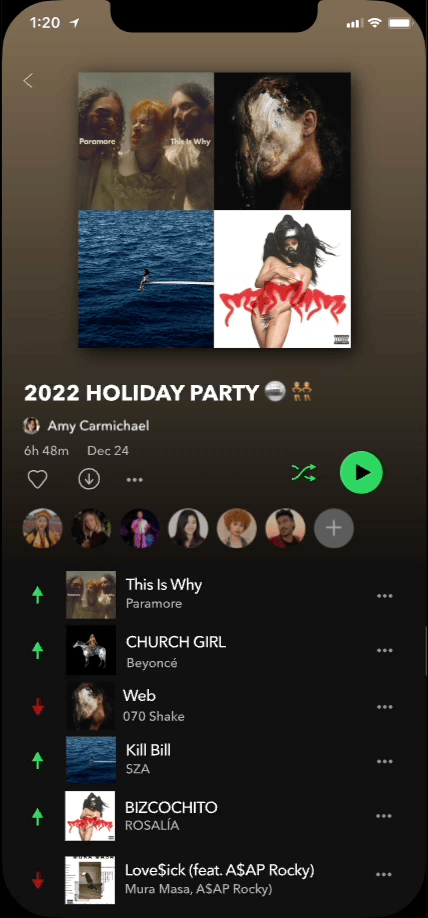 1:20
Paramore This Is Why
2022 HOLIDAY PARTY
Amy Carmichael
6h 48m Dec 24
This Is Why
Paramore
CHURCH GIRL
Beyoncé
Web
070 Shake
Kill Bill
SZA
BIZCOCHITO
ROSALÍA
MURA MASA
Love$ick (feat. A$AP Rocky)
Mura Masa, A$AP Rocky)